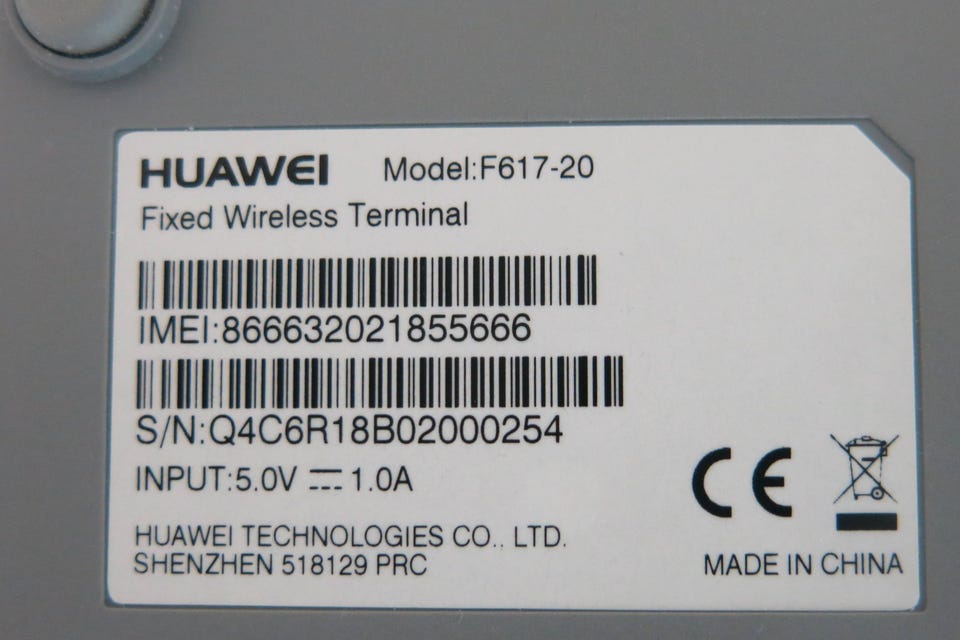 HUAWEI Model:F617-20
Fixed Wireless Terminal
IMEI:866632021855666
S/N:Q4C6R18B02000254
INPUT:5.0V ⎓ 1.0A
HUAWEI TECHNOLOGIES CO.. LTD.
SHENZHEN 518129 PRC
CE
MADE IN CHINA